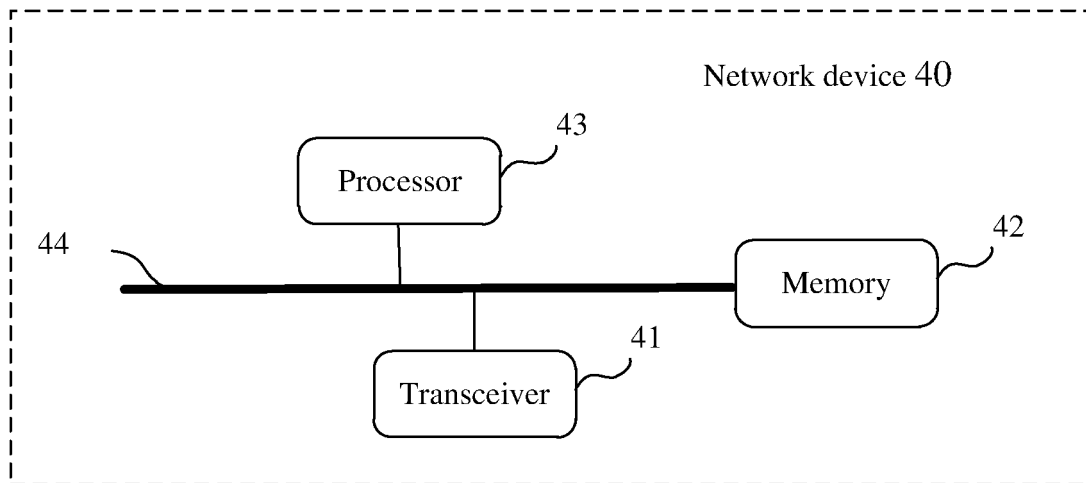 Network device 40
43
Processor
44
42
Memory
41
Transceiver